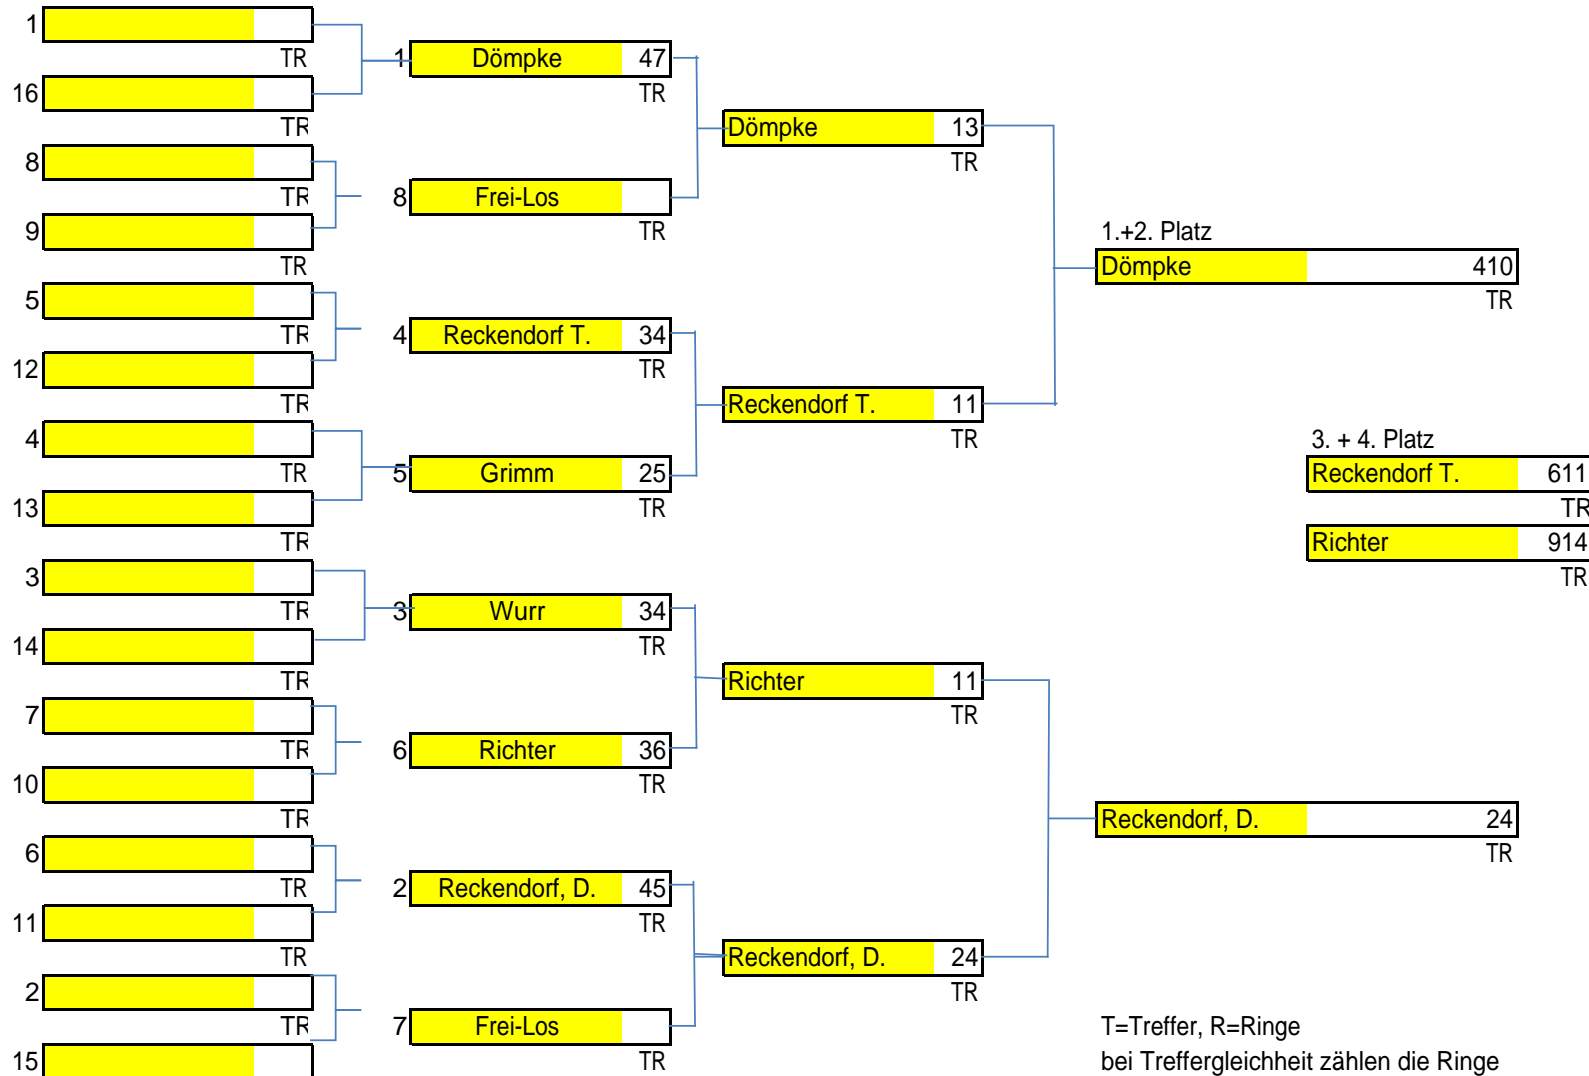 1
TR
16
TR
8
TR
9
TR
5
TR
12
TR
4
TR
13
TR
3
TR
14
TR
7
TR
10
TR
6
TR
11
TR
2
TR
15
1 Dömpke 47
TR
8 Frei-Los
TR
4 Reckendorf T. 34
TR
5 Grimm 25
TR
3 Wurr 34
TR
6 Richter 36
TR
2 Reckendorf, D. 45
TR
7 Frei-Los
TR
Dömpke 13
TR
Reckendorf T. 11
TR
Richter 11
TR
Reckendorf, D. 24
TR
1.+2. Platz
Dömpke 410
TR
Reckendorf, D. 24
TR
3. + 4. Platz
Reckendorf T. 611
TR
Richter 914
TR
T=Treffer, R=Ringe
bei Treffergleichheit zählen die Ringe